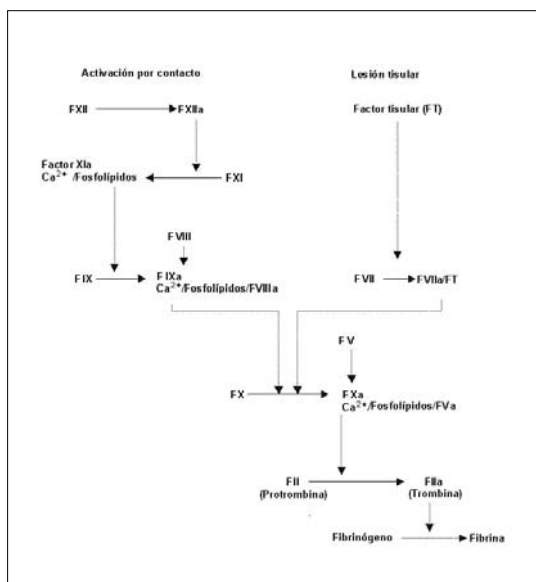 Activación por contacto
Lesión tisular
FXII
FXIIa
Factor tisular (FT)
Factor XIa
Ca²⁺ /Fosfolípidos
FXI
FVIII
FIX
FIXa
Ca²⁺/Fosfolípidos/FVIIIa
FVII
FVIIa/FT
FV
FX
FXa
Ca²⁺/Fosfolípidos/FVa
FII
(Protrombina)
FIIa
(Trombina)
Fibrinógeno
Fibrina